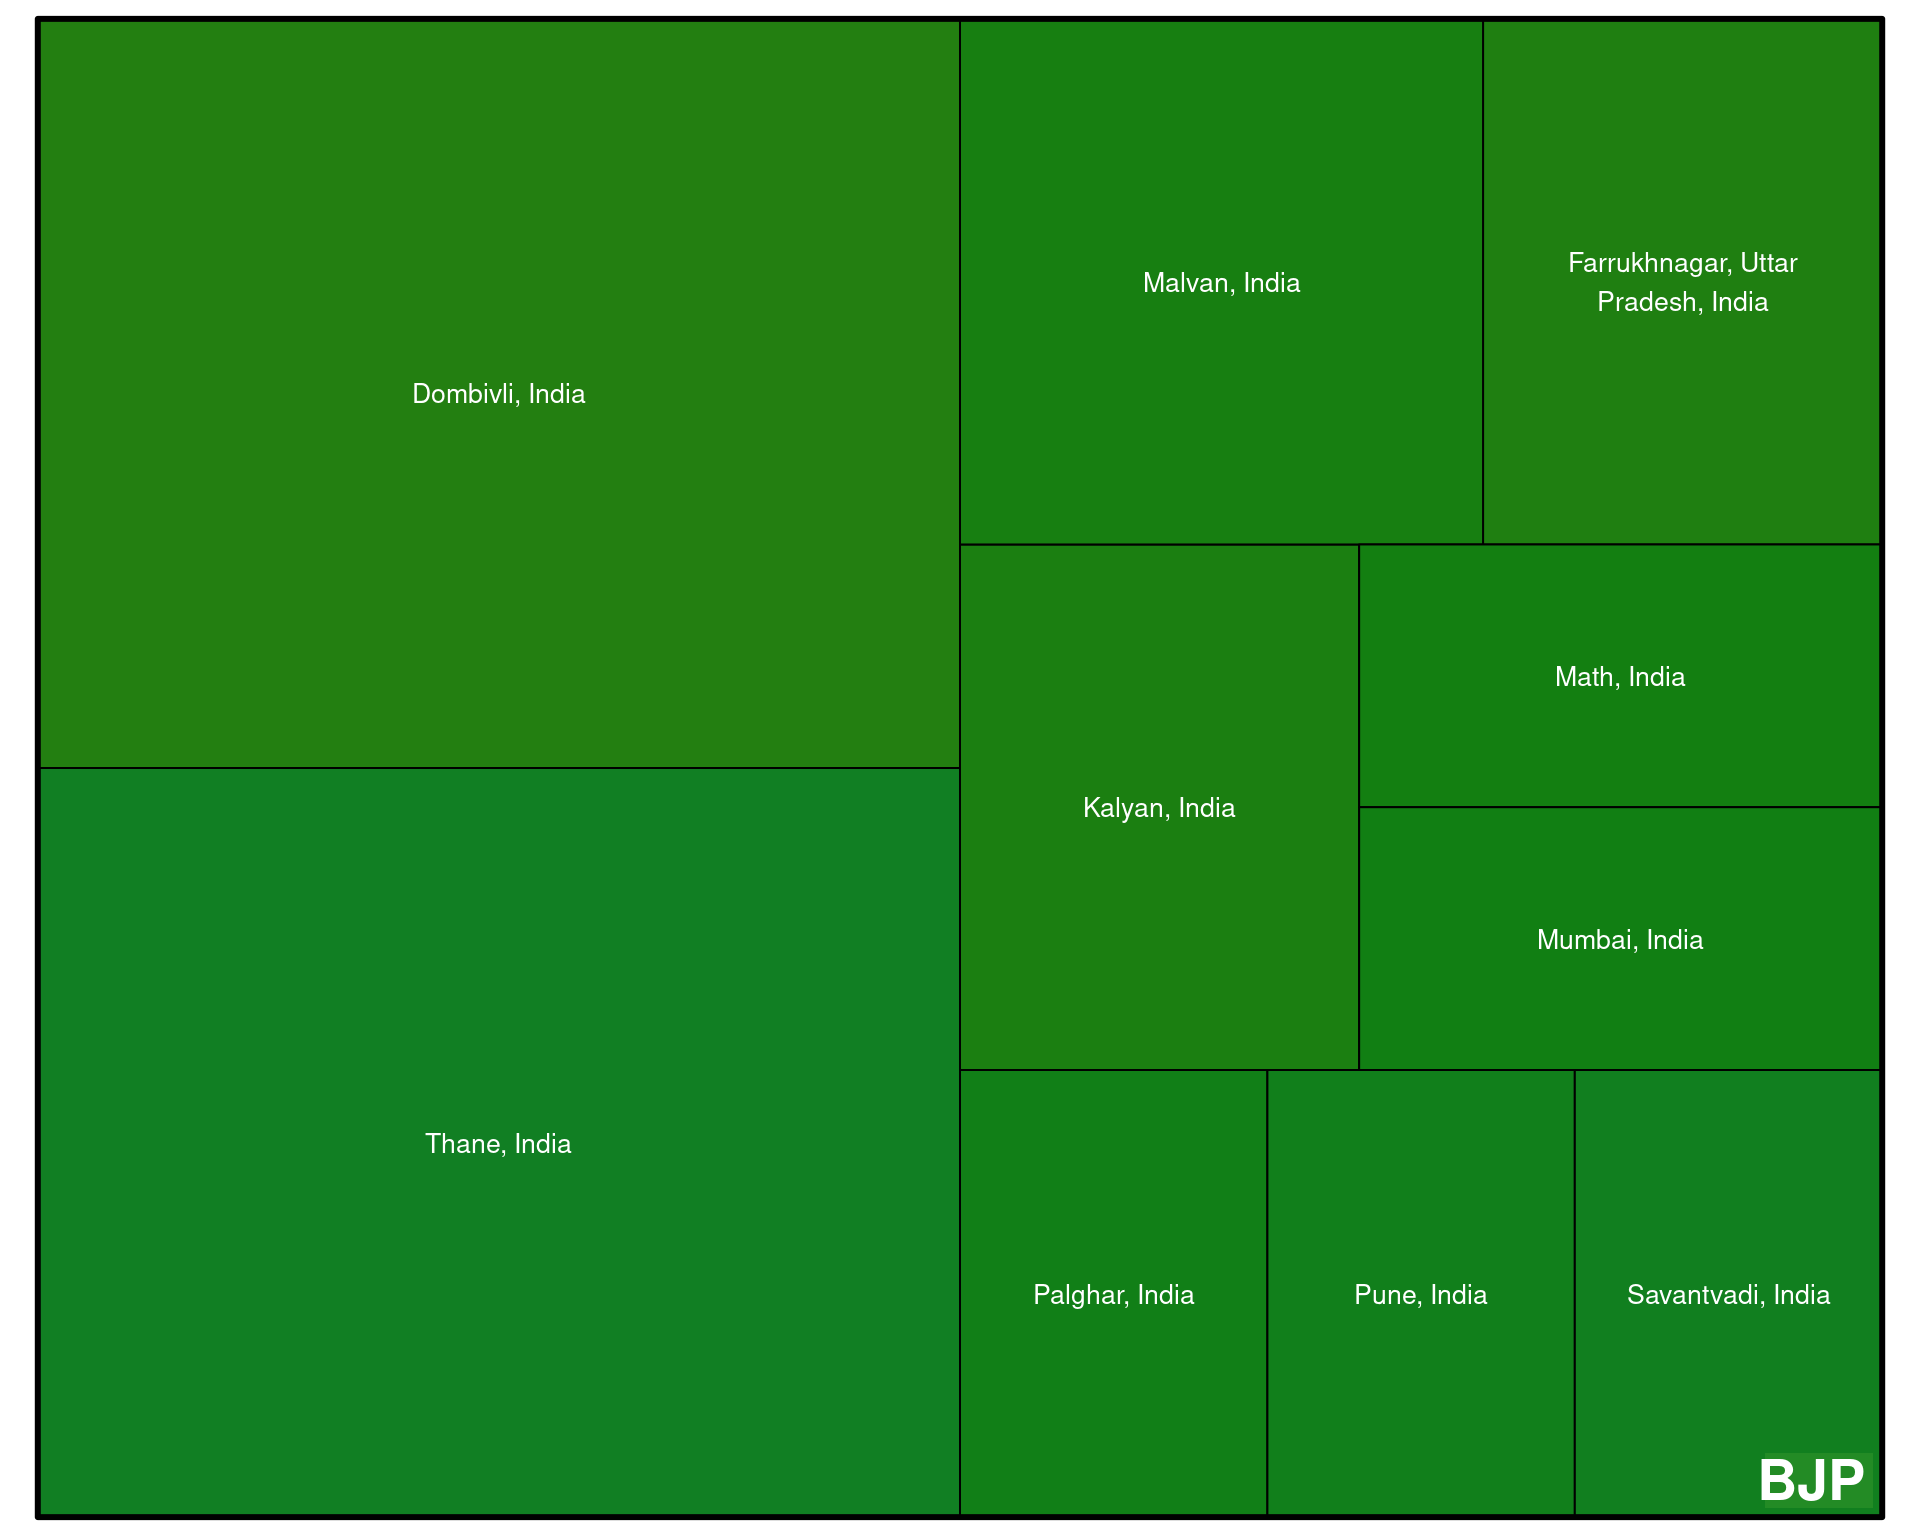 Dombivli, India
Thane, India
Malvan, India
Farrukhnagar, Uttar
Pradesh, India
Kalyan, India
Math, India
Mumbai, India
Palghar, India
Pune, India
Savantvadi, India
BJP